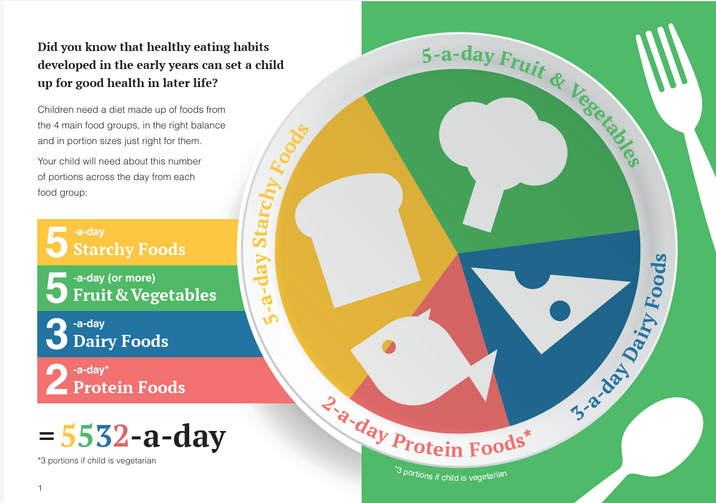 Did you know that healthy eating habits
developed in the early years can set a child
up for good health in later life?
Children need a diet made up of foods from
the 4 main food groups, in the right balance
and in portion sizes just right for them.
Your child will need about this number
of portions across the day from each
food group:
5 -a-day
Starchy Foods
5 -a-day (or more)
Fruit & Vegetables
3 -a-day
Dairy Foods
2 -a-day*
Protein Foods
= 5532-a-day
*3 portions if child is vegetarian
1
5-a-day Fruit & Vegetables
5-a-day Starchy Foods
3-a-day Dairy Foods
2-a-day Protein Foods*
*3 portions if child is vegetarian